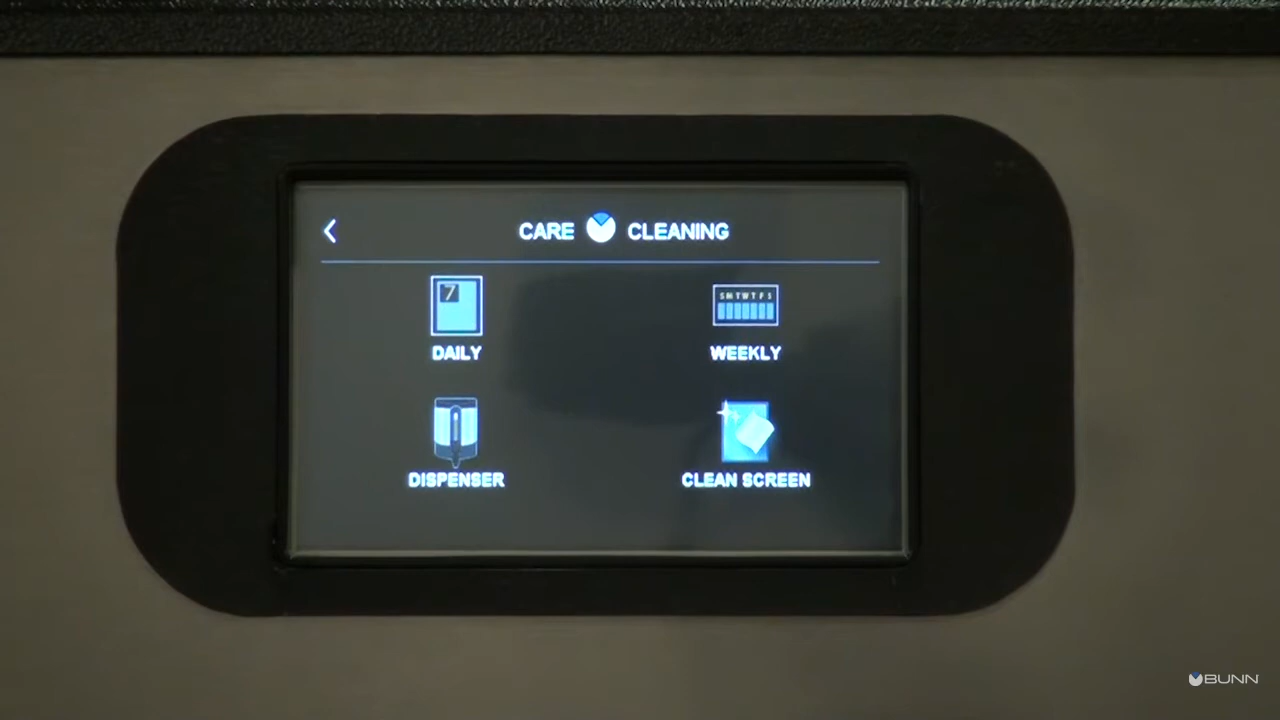 CARE CLEANING
7
S M T W T F S
DAILY
WEEKLY
DISPENSER
CLEAN SCREEN
BUNN